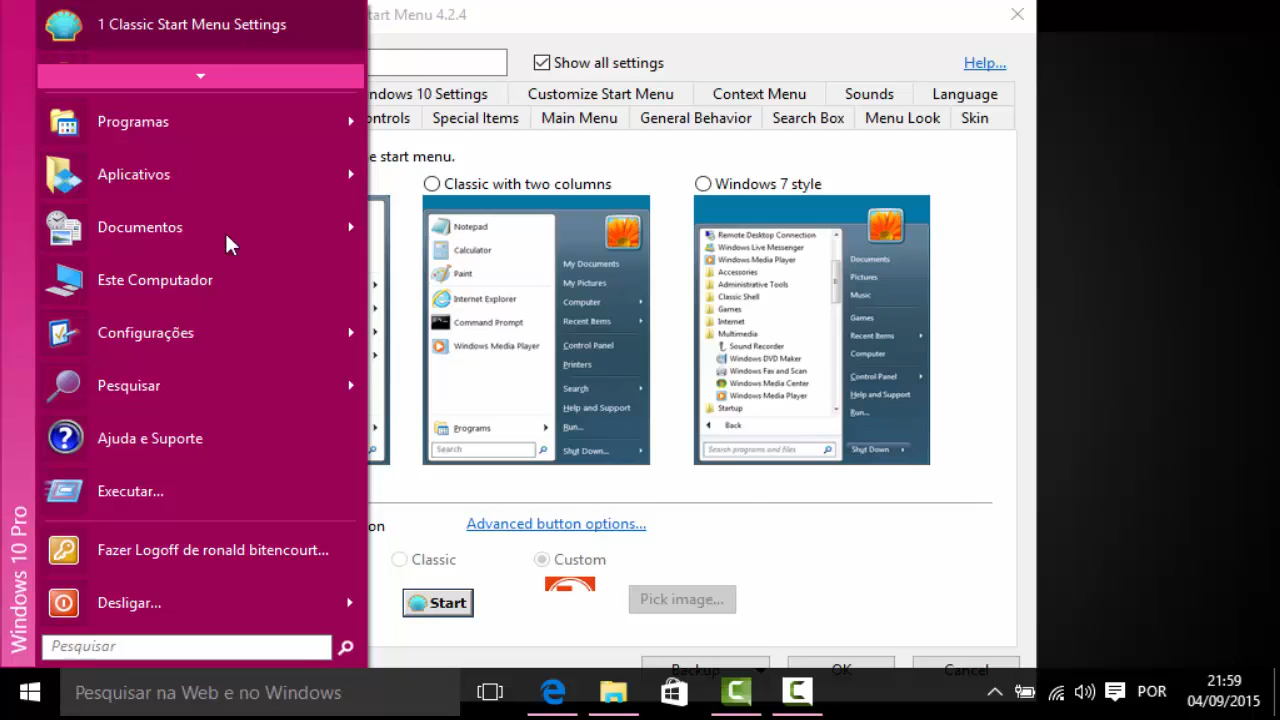 1 Classic Start Menu Settings
Programas
Aplicativos
Documentos
Este Computador
Configurações
Pesquisar
Ajuda e Suporte
Executar...
Fazer Logoff de ronald bitencourt...
Desligar...
Pesquisar
Windows 10 Pro
tart Menu 4.2.4
Show all settings
Help...
ndows 10 Settings
Customize Start Menu
Context Menu
Sounds
Language
ontrols
Special Items
Main Menu
General Behavior
Search Box
Menu Look
Skin
e start menu.
Classic with two columns
Windows 7 style
Notepad
Calculator
Paint
Internet Explorer
Command Prompt
Windows Media Player
Programs
Search
My Documents
My Pictures
Computer
Recent Items
Control Panel
Printers
Search
Help and Support
Run...
Shut Down...
Remote Desktop Connection
Windows Live Messenger
Windows Media Player
Accessories
Administrative Tools
Classic Shell
Games
Internet
Multimedia
Sound Recorder
Windows DVD Maker
Windows Fax and Scan
Windows Media Center
Windows Media Player
Startup
Back
Search programs and files
Documents
Pictures
Music
Games
Recent Items
Computer
Control Panel
Help and Support
Run...
Shut Down
on
Advanced button options...
Classic
Custom
Start
Pick image...
Backup
OK
Cancel
Pesquisar na Web e no Windows
POR
21:59
04/09/2015